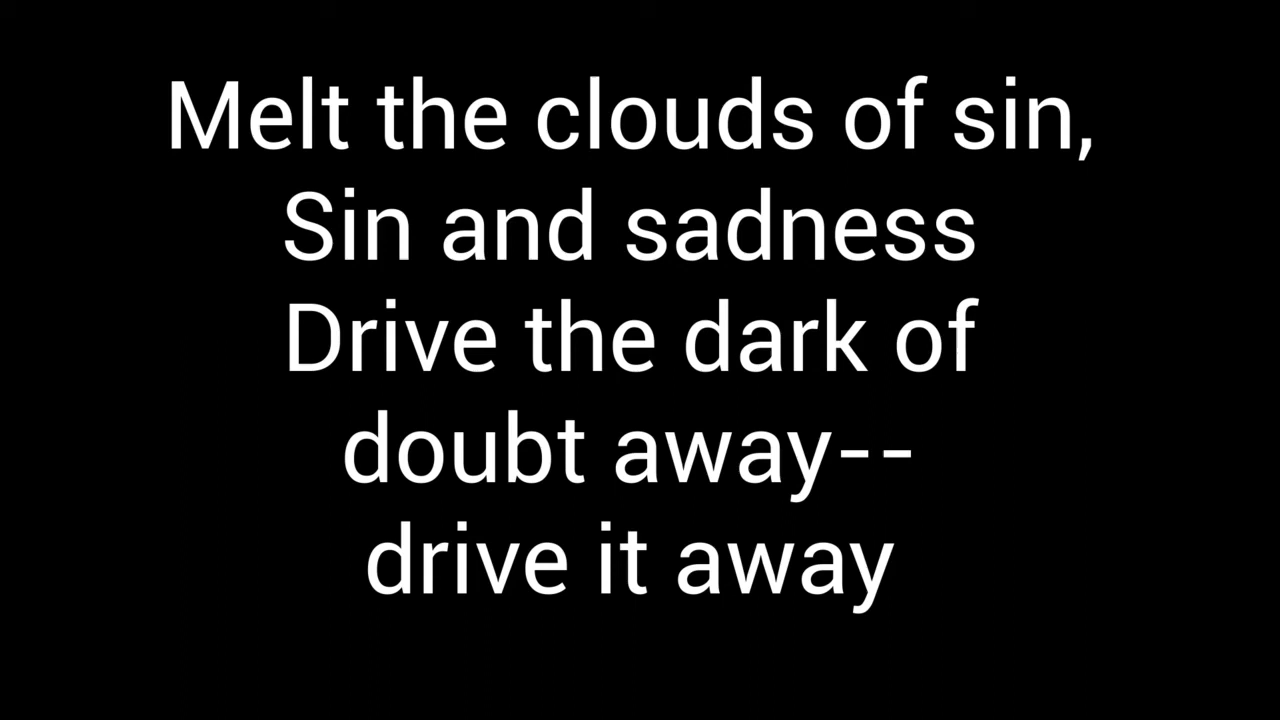 Melt the clouds of sin,
Sin and sadness
Drive the dark of
doubt away--
drive it away